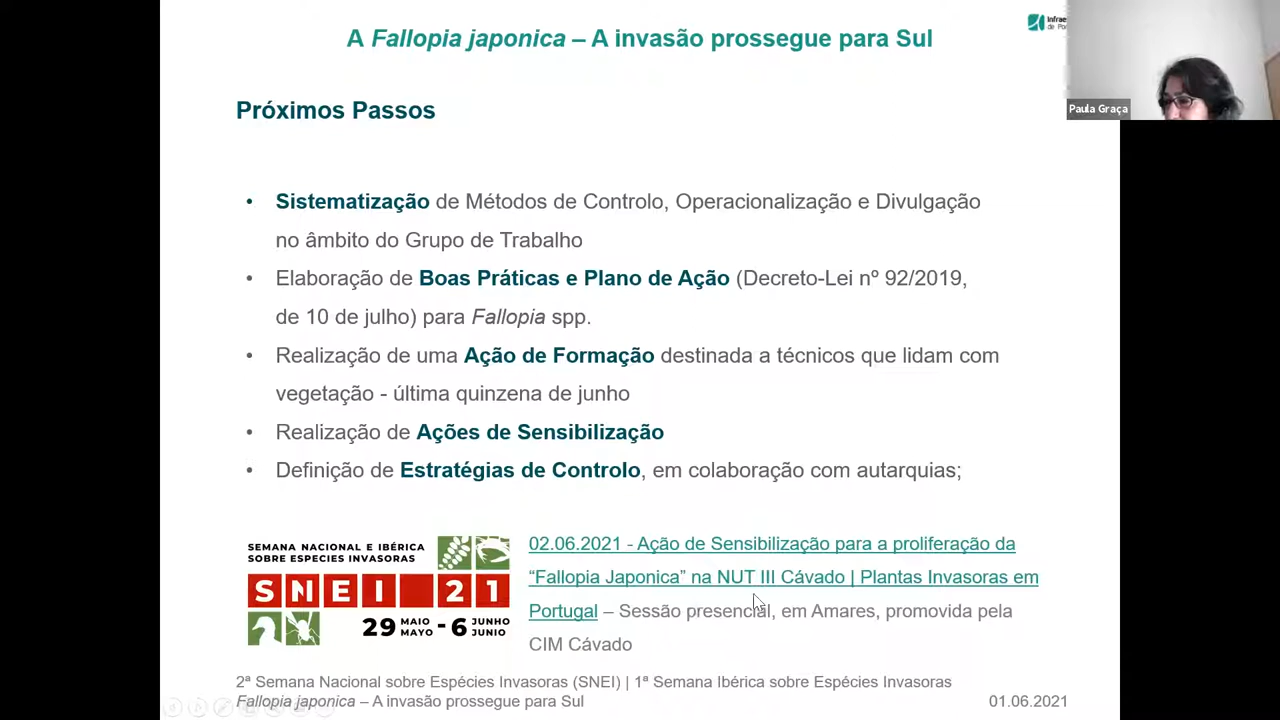 A Fallopia japonica – A invasão prossegue para Sul
Infrae
de Po
Paula Graça
Próximos Passos
• Sistematização de Métodos de Controlo, Operacionalização e Divulgação
no âmbito do Grupo de Trabalho
• Elaboração de Boas Práticas e Plano de Ação (Decreto-Lei nº 92/2019,
de 10 de julho) para Fallopia spp.
• Realização de uma Ação de Formação destinada a técnicos que lidam com
vegetação - última quinzena de junho
• Realização de Ações de Sensibilização
• Definição de Estratégias de Controlo, em colaboração com autarquias;
SEMANA NACIONAL E IBÉRICA
SOBRE ESPÉCIES INVASORAS
SNEI 21
29 MAIO MAYO - 6 JUNHO JUNIO
02.06.2021 - Ação de Sensibilização para a proliferação da
“Fallopia Japonica” na NUT III Cávado | Plantas Invasoras em
Portugal – Sessão presencial, em Amares, promovida pela
CIM Cávado
2ª Semana Nacional sobre Espécies Invasoras (SNEI) | 1ª Semana Ibérica sobre Espécies Invasoras
Fallopia japonica – A invasão prossegue para Sul
01.06.2021